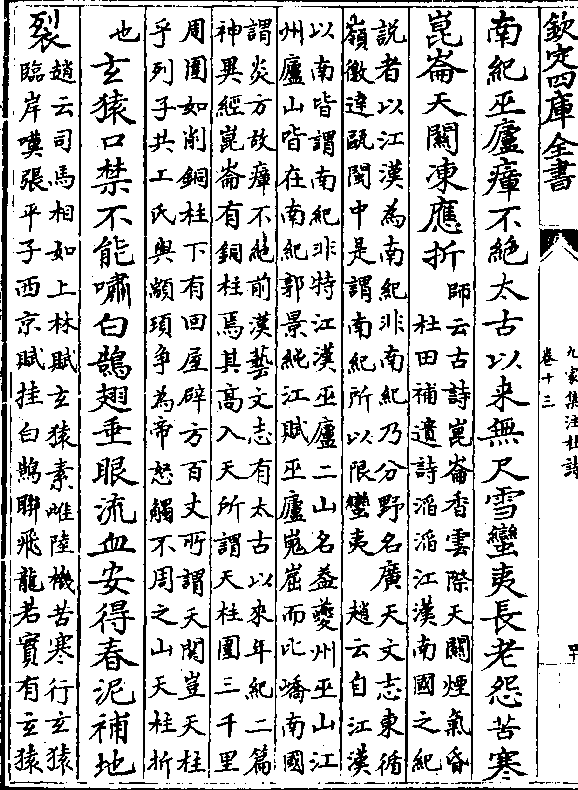 欽定四庫全書
九家集注杜詩
卷十三
南紀巫廬瘴不絕太古以来無尺雪蠻夷長老怨苦寒
崑崙天關凍應折
師云古詩崑崙香雲際天關煙氣昏
杜田補遺詩滔滔江漢南國之紀
説者以江漢為南紀非南紀乃分野名廣天文志東循
嶺徼達甌閩中是謂南紀所以限蠻夷　趙云自江漢
以南皆謂南紀非特江漢巫廬二山名蓋夔州巫山江
州廬山皆在南紀郭景純江賦巫廬嵬崫而比嶠南國
謂炎方故瘴不絕前漢藝文志有太古以來年紀二篇
神異經崑崙有銅柱焉其髙入天所謂天柱圍三千里
周圍如削銅柱下有回屋辟方百丈所謂天関豈天柱
乎列子共工氏與顓頊争為帝怒觸不周之山天柱折
也
玄猿口禁不能嘯白鵠翅垂眼流血安得春泥補地
裂
趙云司馬相如上林賦玄猿素雌陸機苦寒行玄猿
臨岸嘆張平子西京賦挂白鵠聯飛龍老實有玄猿